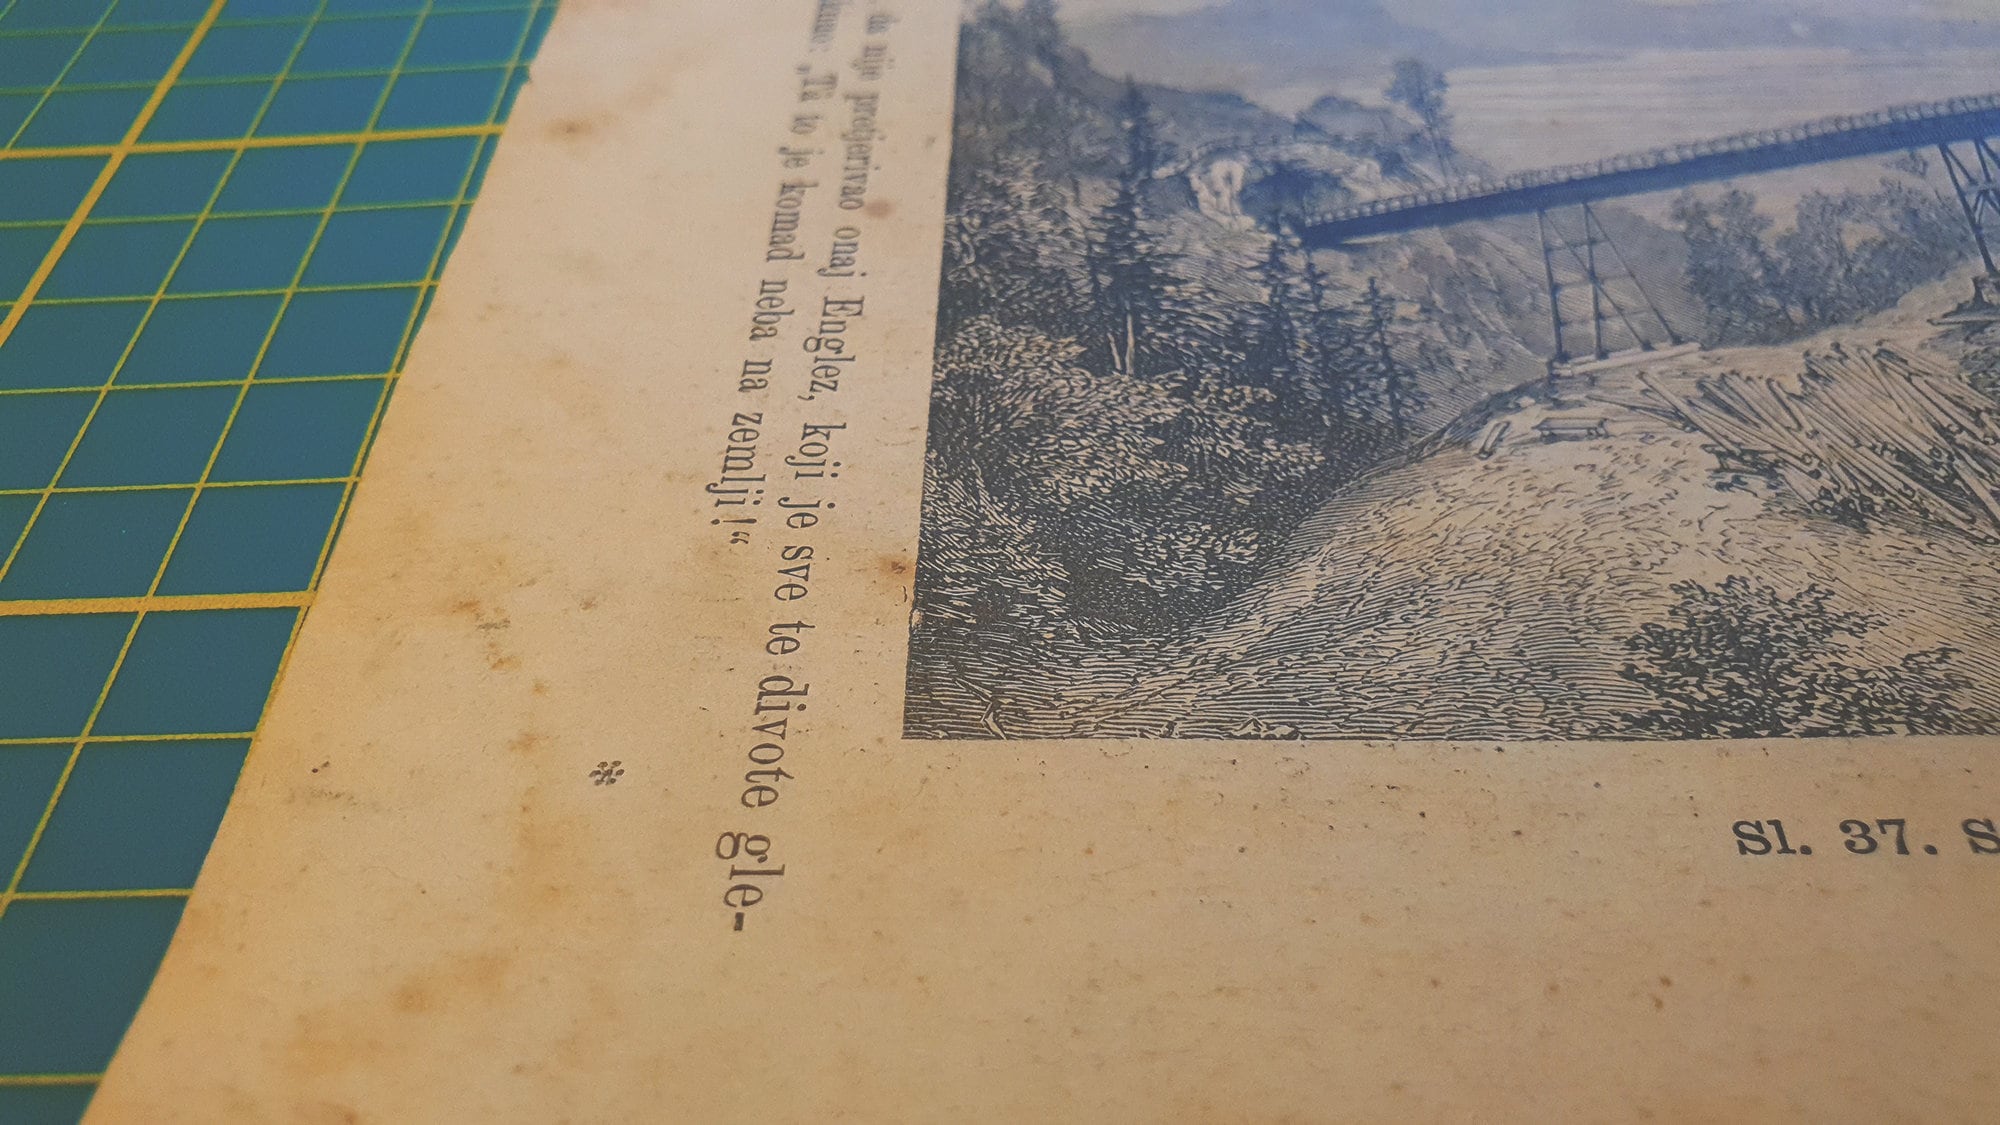 da nije pretjerivao onaj Englez, koji je sve te divote gle-
„Ta to je komad neba na zemlji!“
*
Sl. 37. S